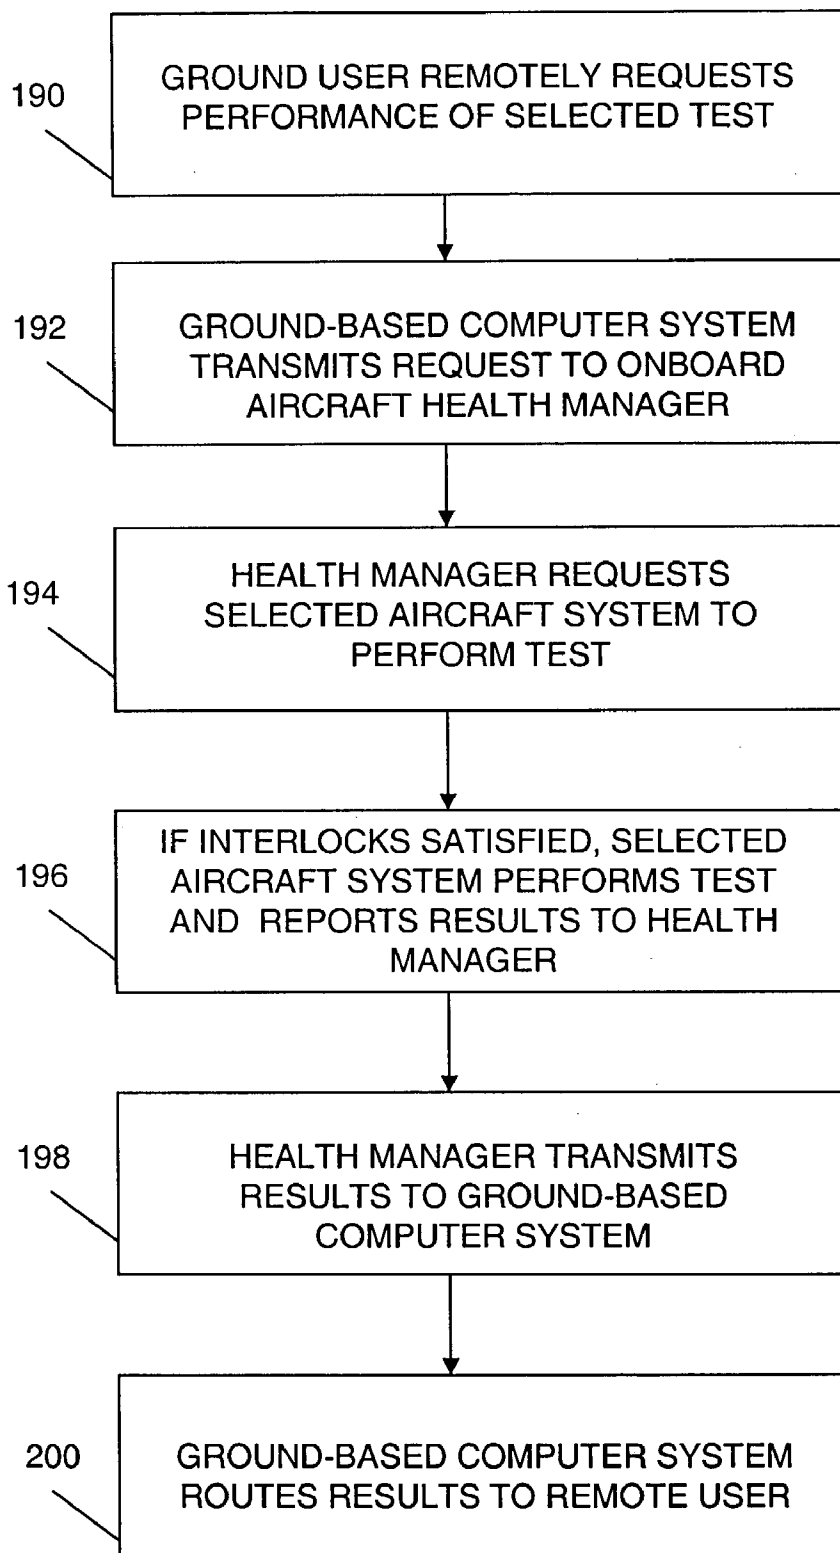 190
GROUND USER REMOTELY REQUESTS
PERFORMANCE OF SELECTED TEST
192
GROUND-BASED COMPUTER SYSTEM
TRANSMITS REQUEST TO ONBOARD
AIRCRAFT HEALTH MANAGER
194
HEALTH MANAGER REQUESTS
SELECTED AIRCRAFT SYSTEM TO
PERFORM TEST
196
IF INTERLOCKS SATISFIED, SELECTED
AIRCRAFT SYSTEM PERFORMS TEST
AND REPORTS RESULTS TO HEALTH
MANAGER
198
HEALTH MANAGER TRANSMITS
RESULTS TO GROUND-BASED
COMPUTER SYSTEM
200
GROUND-BASED COMPUTER SYSTEM
ROUTES RESULTS TO REMOTE USER